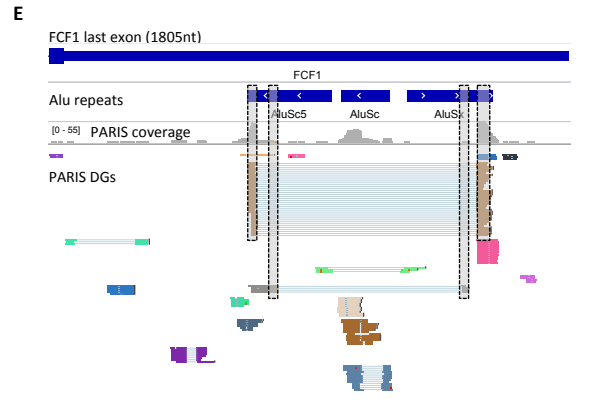 E
FCF1 last exon (1805nt)
FCF1
Alu repeats
AluSc5 AluSc AluSx
[0 - 55] PARIS coverage
PARIS DGs